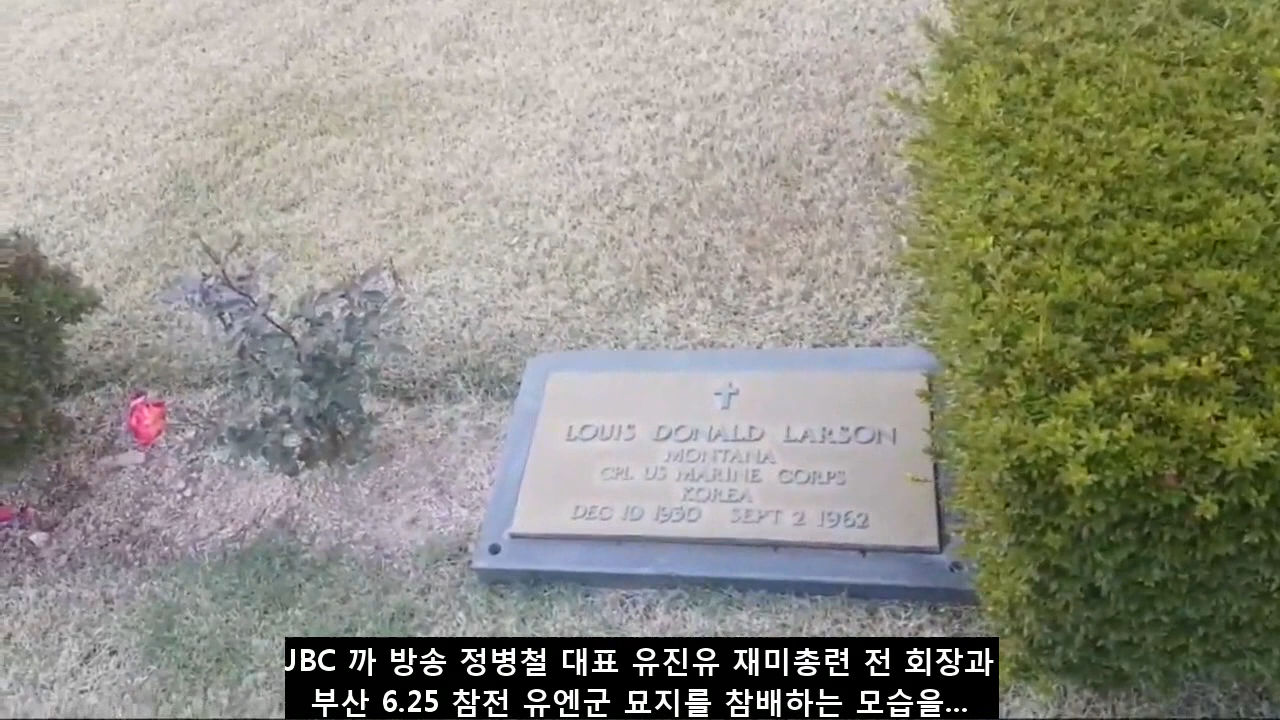 LOUIS DONALD LARSON
MONTANA
CPL US MARINE CORPS
KOREA
DEC 10 1930 SEPT 2 1962
JBC 까 방송 정병철 대표 유진유 재미총련 전 회장과
부산 6.25 참전 유엔군 묘지를 참배하는 모습을...